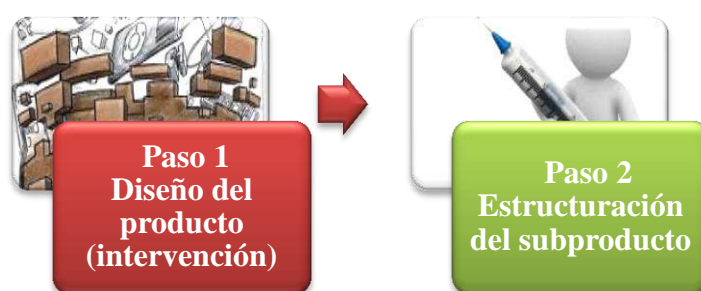 Paso 1
Diseño del
producto
(intervención)
Paso 2
Estructuración
del subproducto